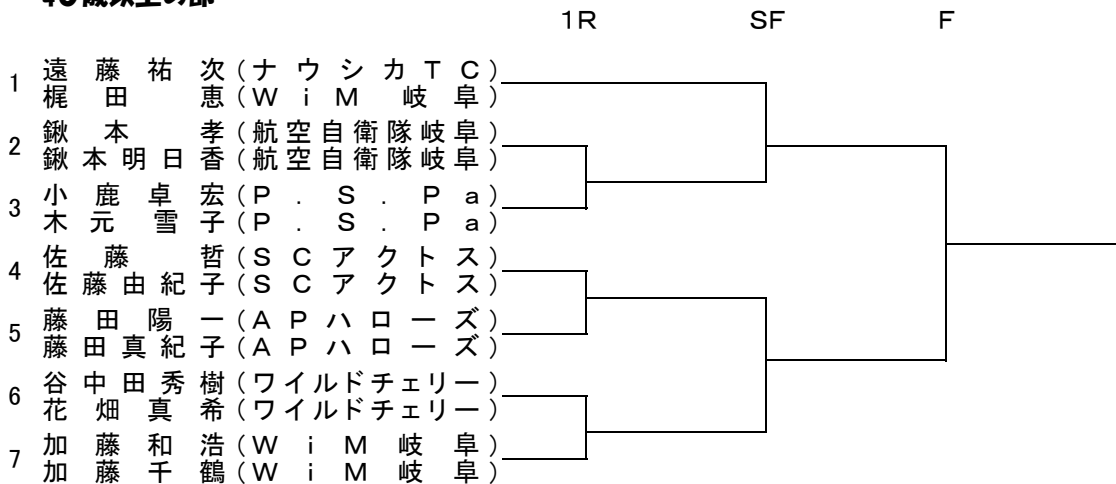 1R SF F
1 遠藤祐次(ナウシカTC)
梶田恵(WiM岐阜)
2 鍬本孝(航空自衛隊岐阜)
鍬本明日香(航空自衛隊岐阜)
3 小鹿卓宏(P.S.Pa)
木元雪子(P.S.Pa)
4 佐藤哲(SCアクトス)
佐藤由紀子(SCアクトス)
5 藤田陽一(APハローズ)
藤田真紀子(APハローズ)
6 谷中田秀樹(ワイルドチェリー)
花畑真希(ワイルドチェリー)
7 加藤和浩(WiM岐阜)
加藤千鶴(WiM岐阜)